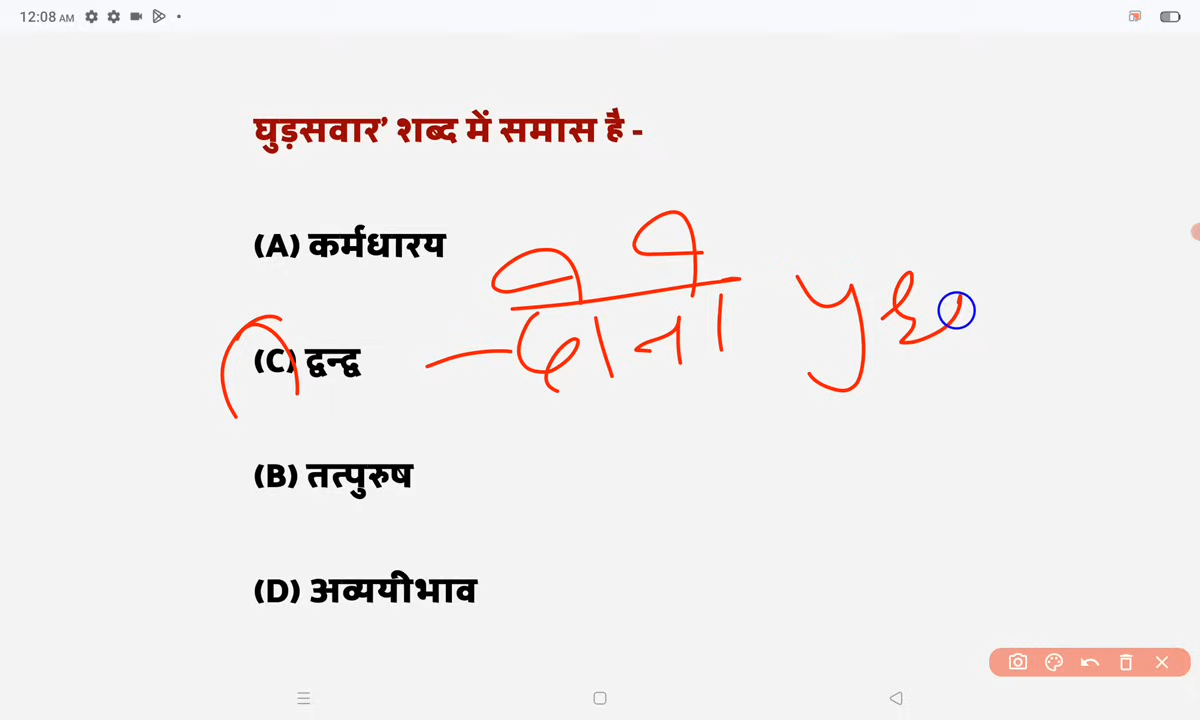 12:08 AM
घुड़सवार’ शब्द में समास है -
(A) कर्मधारय
(C) द्वन्द्व
(B) तत्पुरुष
(D) अव्ययीभाव